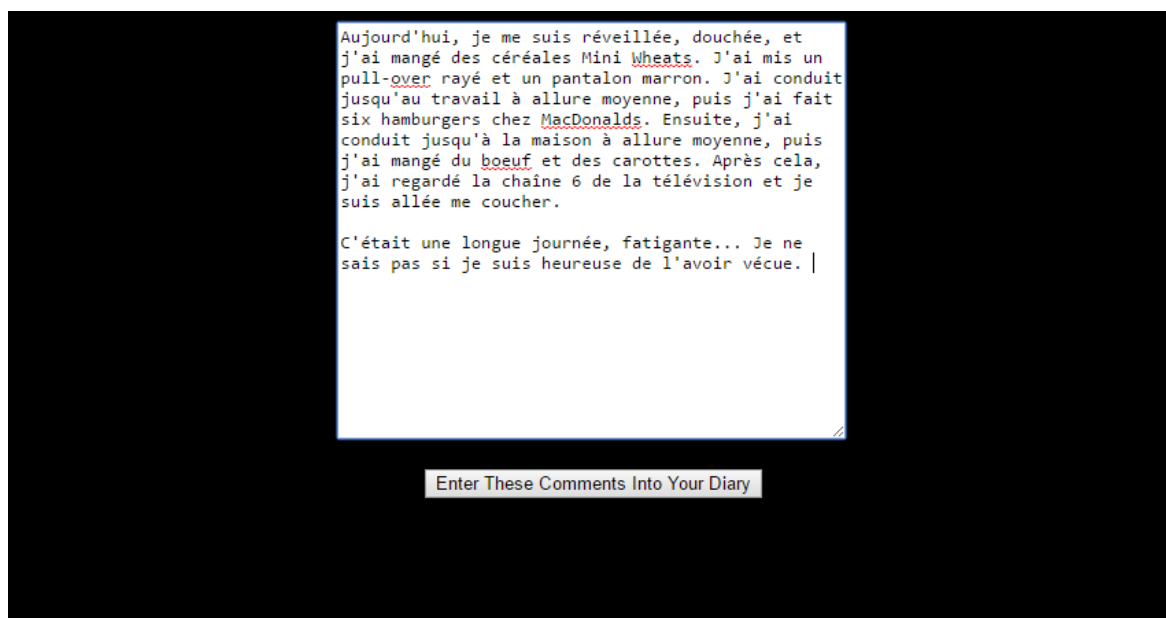 Aujourd'hui, je me suis réveillée, douchée, et
j'ai mangé des céréales Mini Wheats. J'ai mis un
pull-over rayé et un pantalon marron. J'ai conduit
jusqu'au travail à allure moyenne, puis j'ai fait
six hamburgers chez MacDonalds. Ensuite, j'ai
conduit jusqu'à la maison à allure moyenne, puis
j'ai mangé du boeuf et des carottes. Après cela,
j'ai regardé la chaîne 6 de la télévision et je
suis allée me coucher.
C'était une longue journée, fatigante... Je ne
sais pas si je suis heureuse de l'avoir vécue.
Enter These Comments Into Your Diary